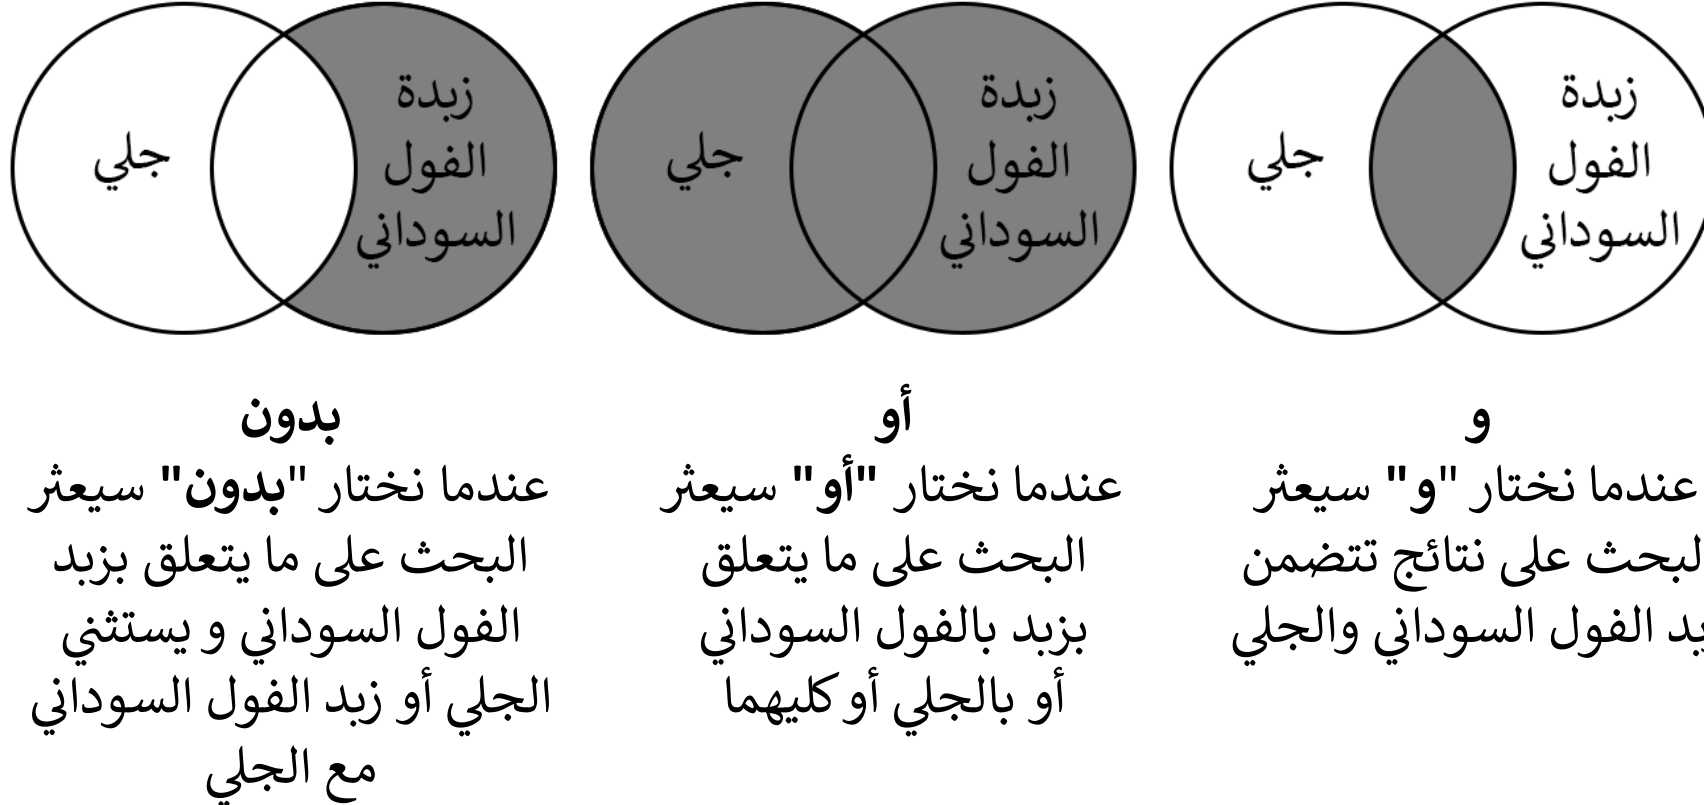 زبدة
الفول
السوداني
جلي
و
عندما نختار "و" سيعثر
لبحث على نتائج تتضمن
بد الفول السوداني والجلي
زبدة
الفول
السوداني
جلي
أو
عندما نختار "أو" سيعثر
البحث على ما يتعلق
بزبد بالفول السوداني
أو بالجلي أو كليهما
زبدة
الفول
السوداني
جلي
بدون
عندما نختار "بدون" سيعثر
البحث على ما يتعلق بزبد
الفول السوداني و يستثني
الجلي أو زبد الفول السوداني
مع الجلي